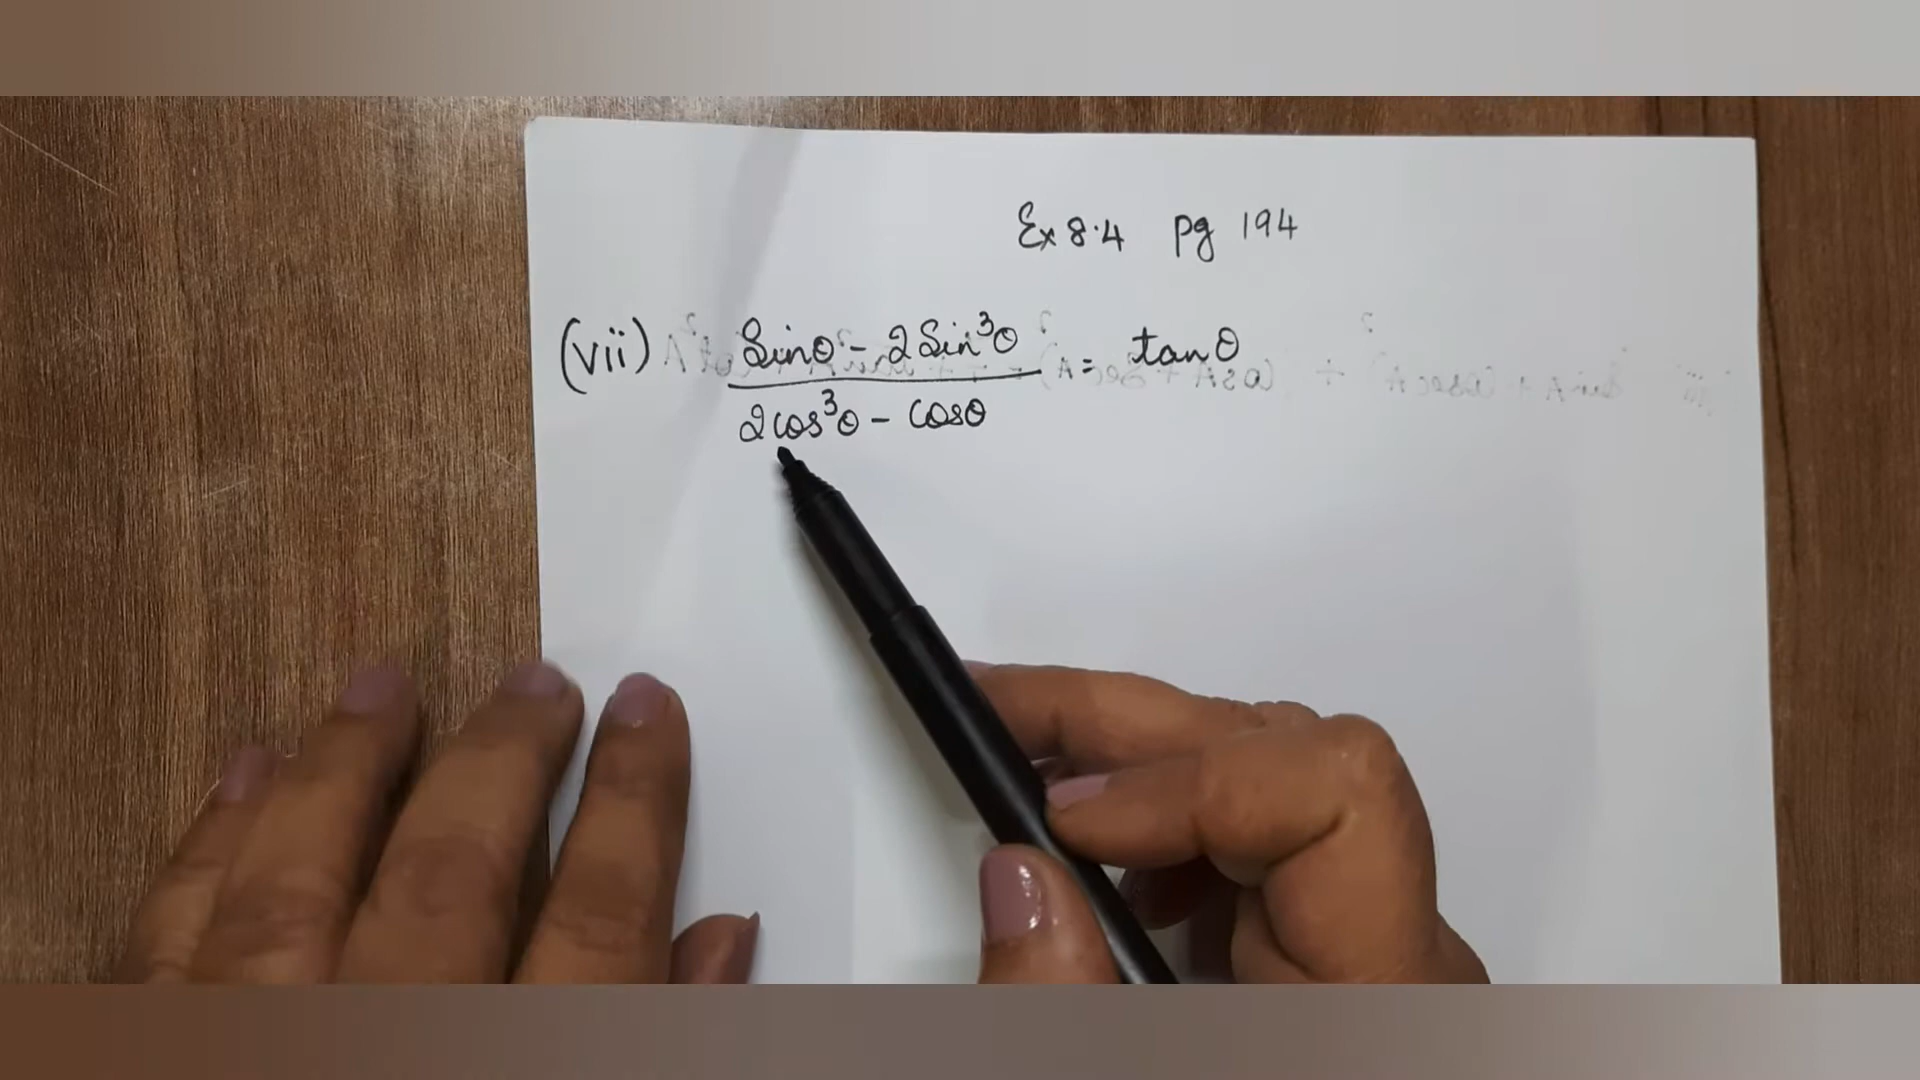 Ex 8.4 pg 194
(vii) Sinθ - 2Sin³θ = tanθ
2cos³θ - cosθ